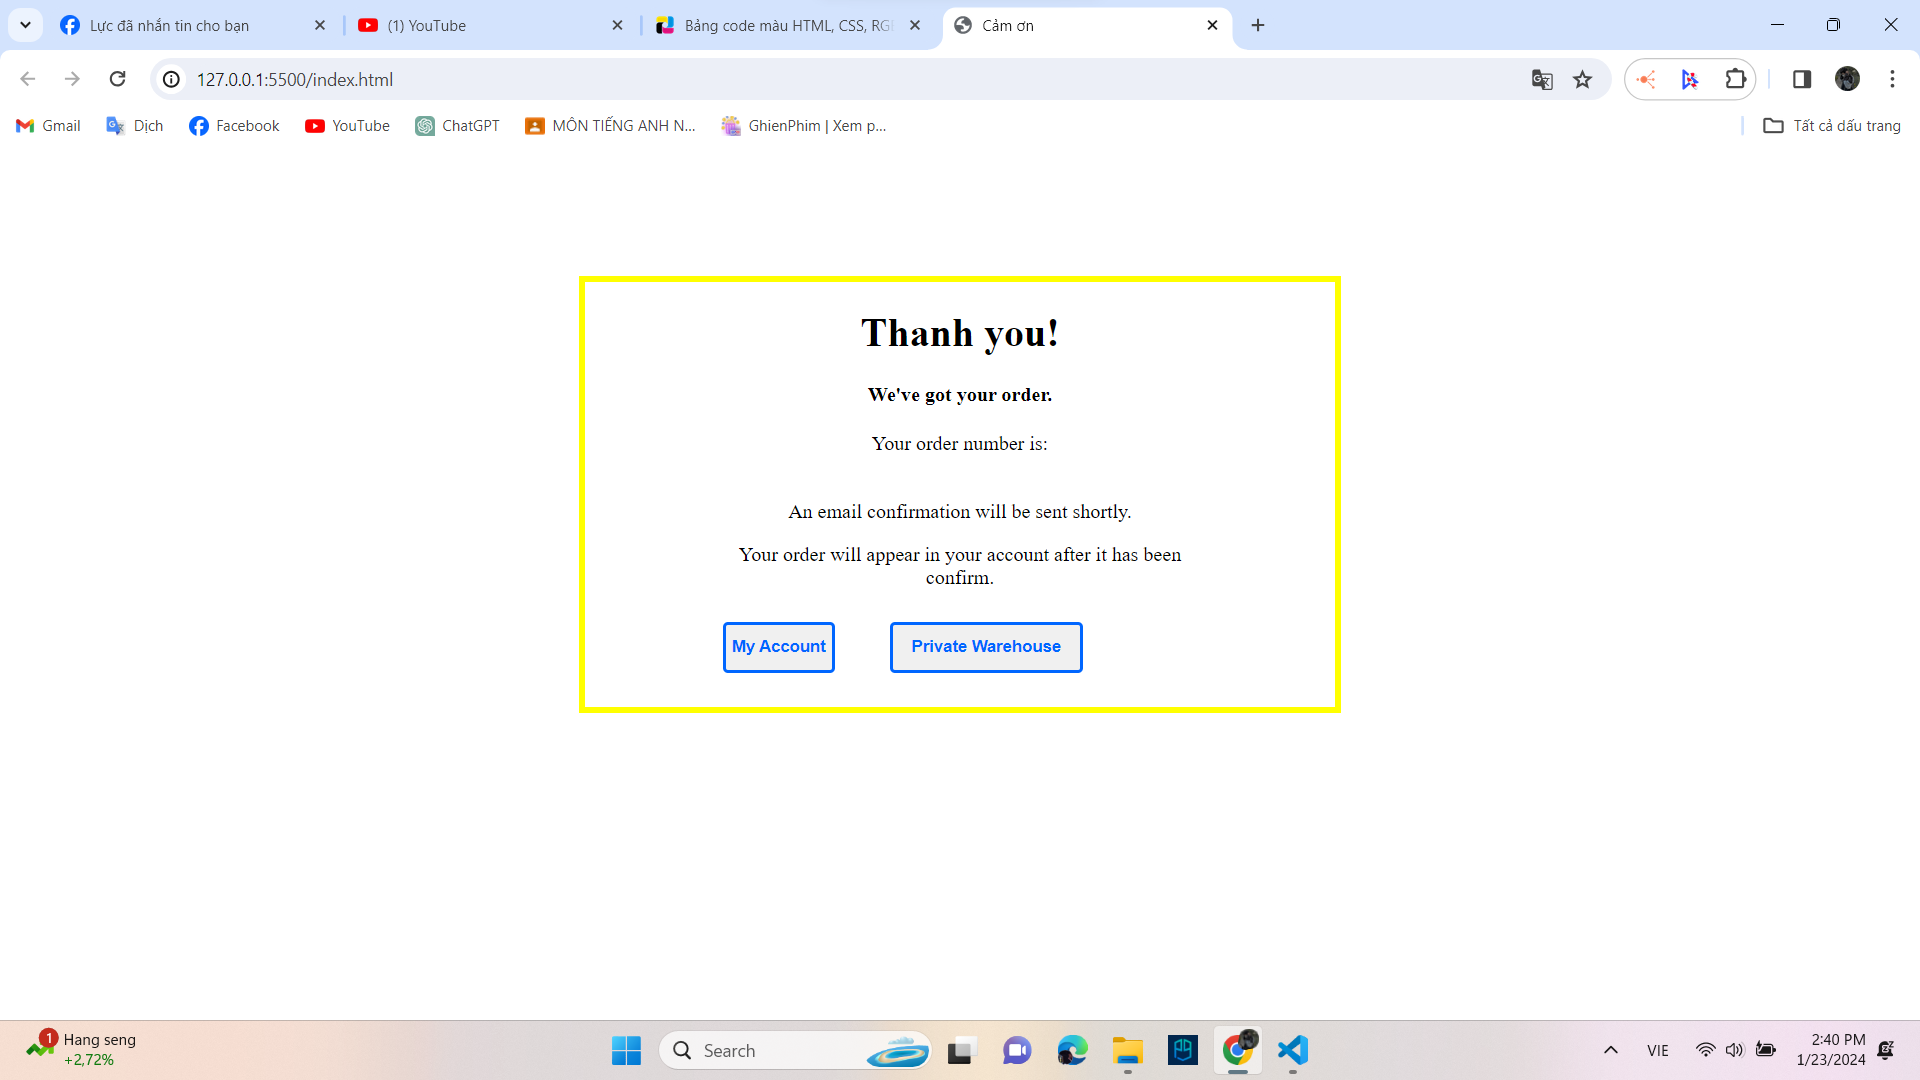 Lực đã nhắn tin cho bạn
(1) YouTube
Bảng code màu HTML, CSS, RG
Cảm ơn
127.0.0.1:5500/index.html
Gmail
Dịch
Facebook
YouTube
ChatGPT
MÔN TIẾNG ANH N...
GhienPhim | Xem p...
Tất cả dấu trang
Thanh you!
We've got your order.
Your order number is:
An email confirmation will be sent shortly.
Your order will appear in your account after it has been
confirm.
My Account
Private Warehouse
1
Hang seng
+2,72%
Search
VIE
2:40 PM
1/23/2024